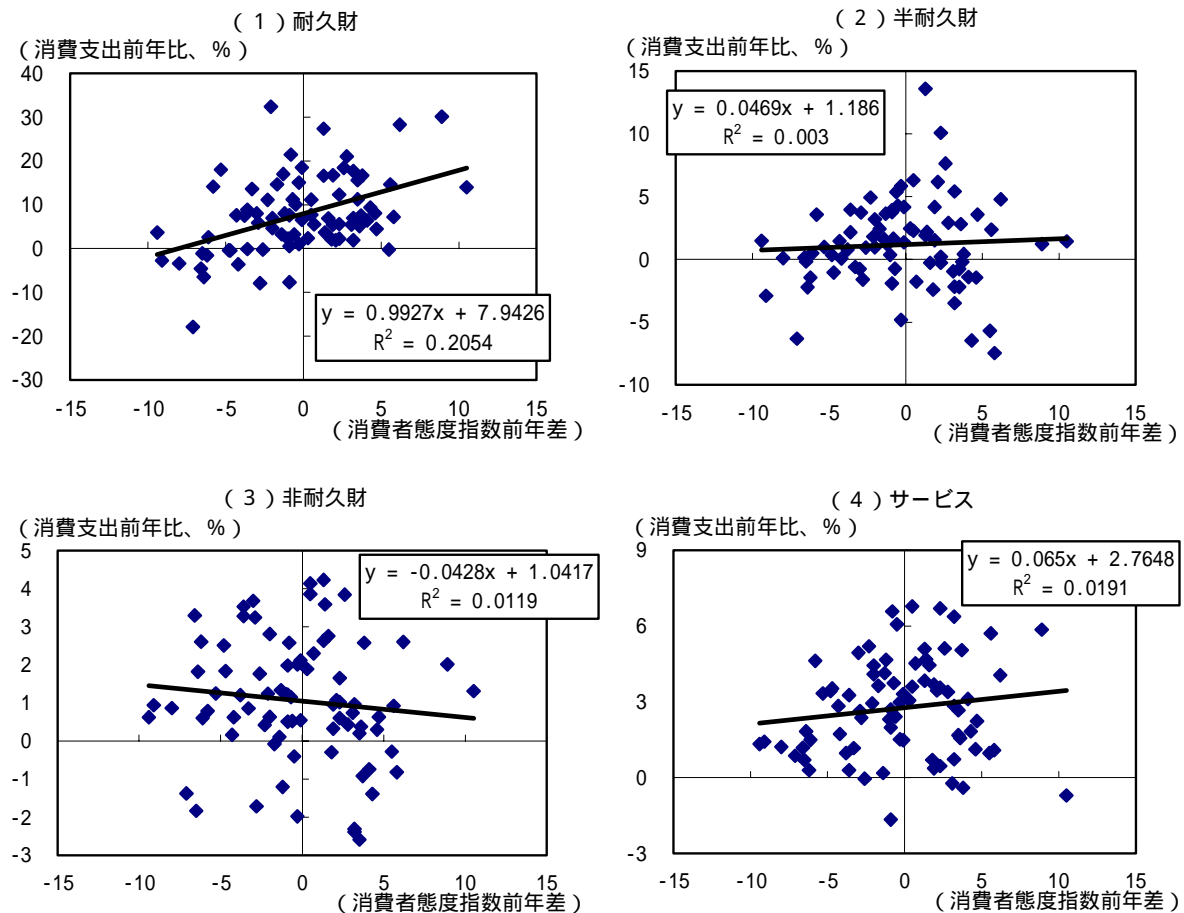 （１）耐久財
（消費支出前年比、％）
40
30
20
10
0
-10
-20
-30
y = 0.9927x + 7.9426
R² = 0.2054
-15 -10 -5 0 5 10 15
（消費者態度指数前年差）
（２）半耐久財
（消費支出前年比、％）
15
10
5
0
-5
-10
y = 0.0469x + 1.186
R² = 0.003
-15 -10 -5 0 5 10 15
（消費者態度指数前年差）
（３）非耐久財
（消費支出前年比、％）
5
4
3
2
1
0
-1
-2
-3
y = -0.0428x + 1.0417
R² = 0.0119
-15 -10 -5 0 5 10 15
（消費者態度指数前年差）
（４）サービス
（消費支出前年比、％）
9
6
3
0
-3
y = 0.065x + 2.7648
R² = 0.0191
-15 -10 -5 0 5 10 15
（消費者態度指数前年差）